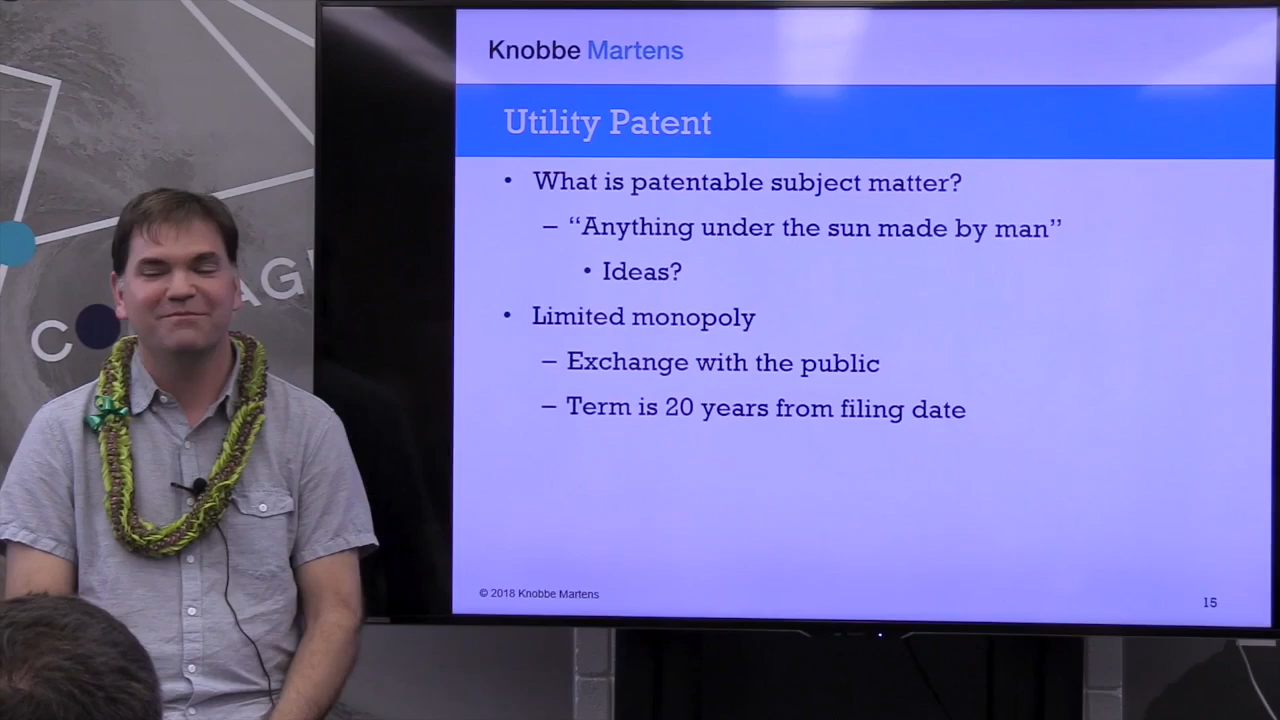 Knobbe Martens
Utility Patent
• What is patentable subject matter?
– “Anything under the sun made by man”
• Ideas?
• Limited monopoly
– Exchange with the public
– Term is 20 years from filing date
© 2018 Knobbe Martens
15
AGI
C